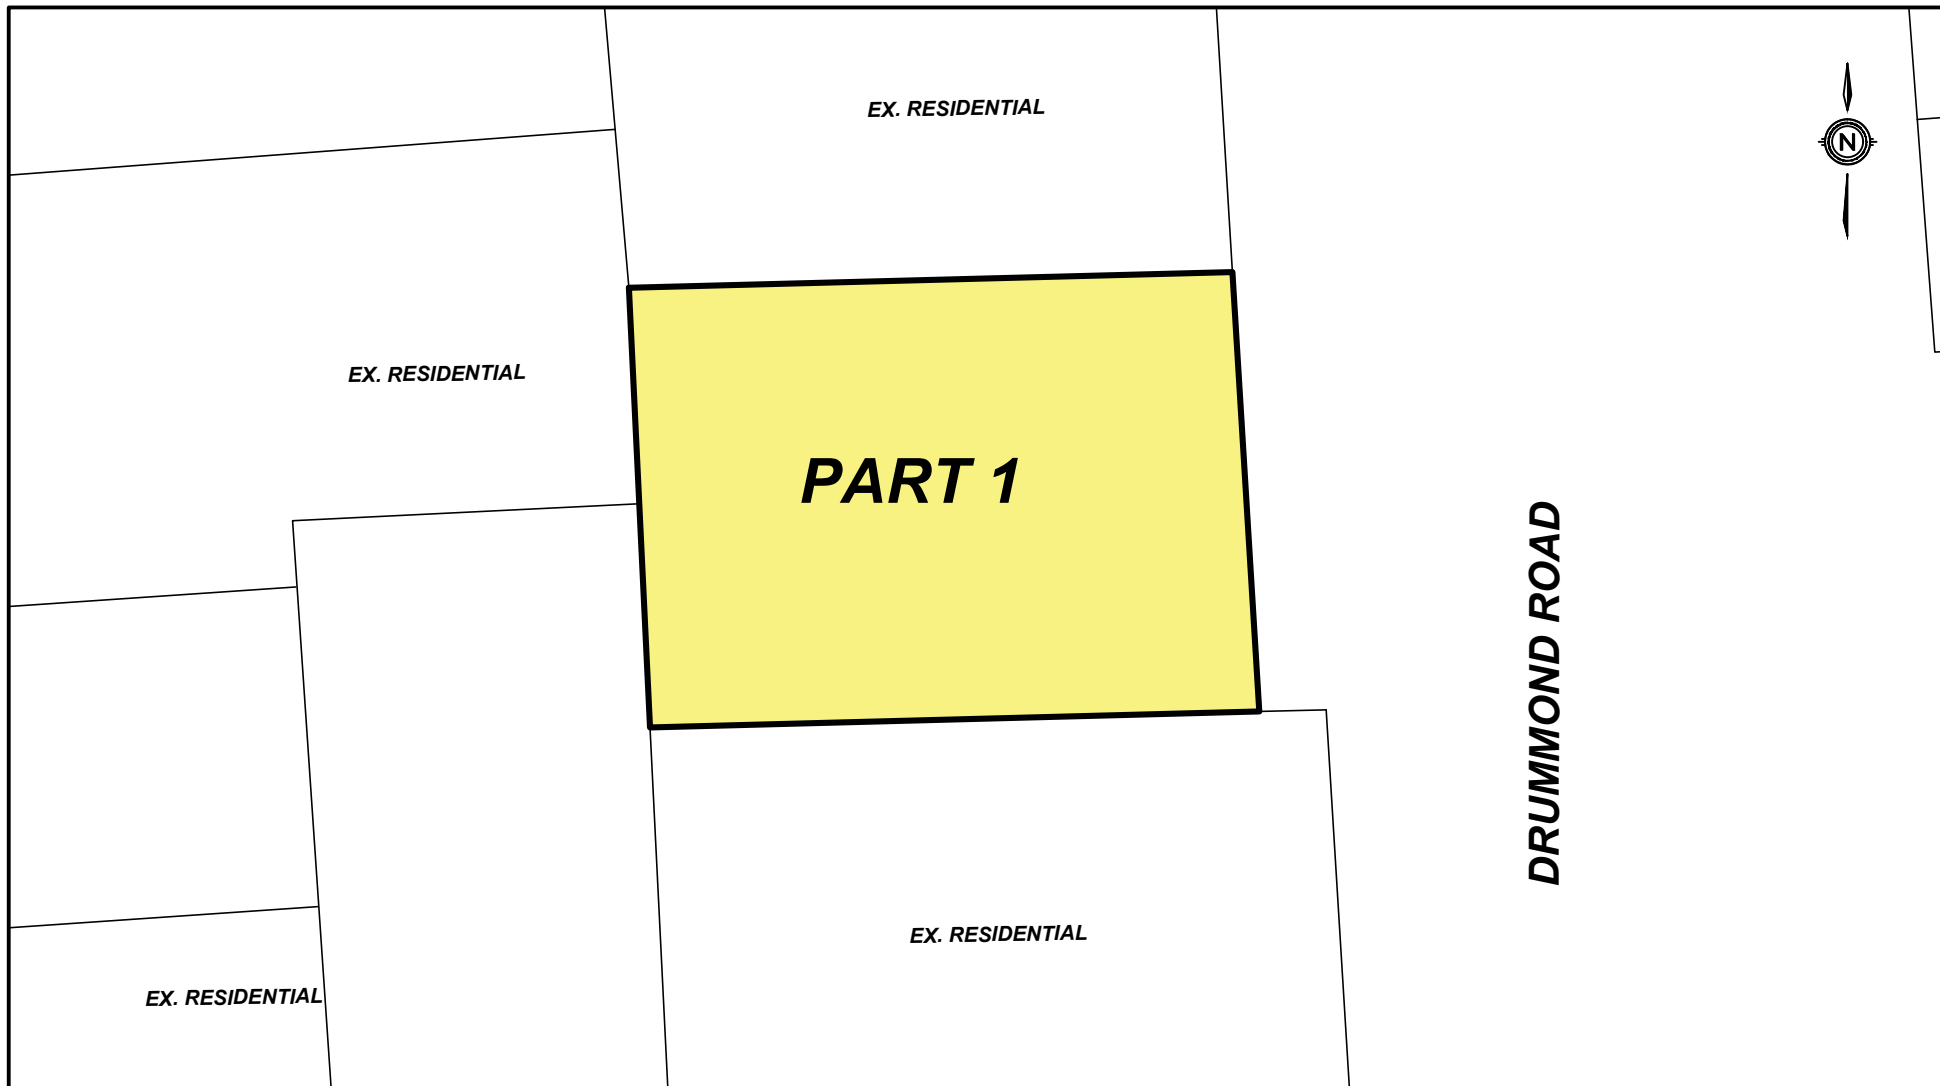 EX. RESIDENTIAL
N
EX. RESIDENTIAL
PART 1
DRUMMOND ROAD
EX. RESIDENTIAL
EX. RESIDENTIAL